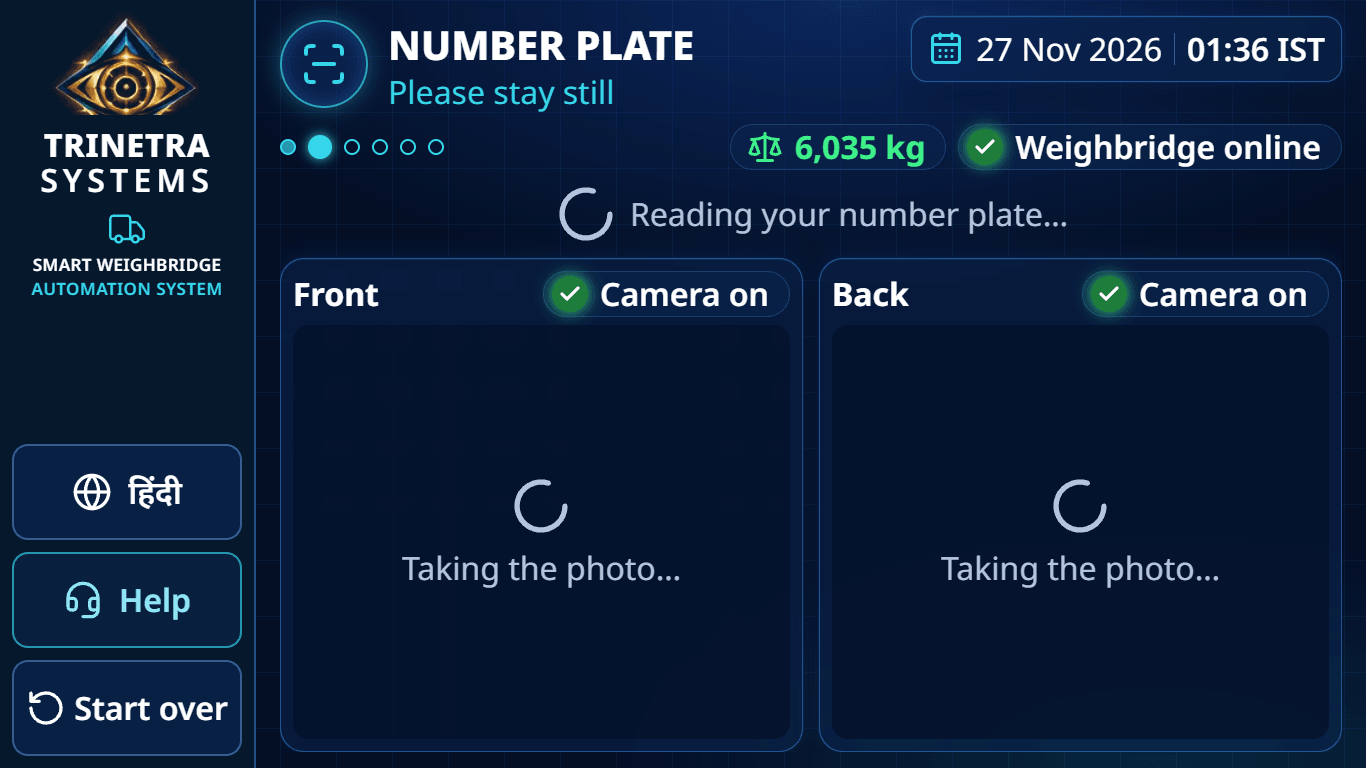 TRINETRA
SYSTEMS
SMART WEIGHBRIDGE
AUTOMATION SYSTEM
हिंदी
Help
Start over
NUMBER PLATE
Please stay still
27 Nov 2026 01:36 IST
6,035 kg
Weighbridge online
Reading your number plate...
Front
Camera on
Taking the photo...
Back
Camera on
Taking the photo...